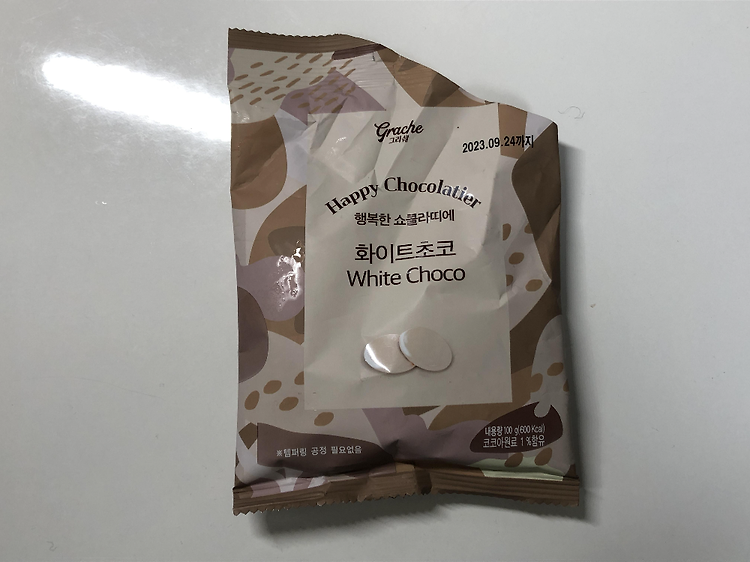 Grache
그라쉐
2023.09.24까지
Happy Chocolatier
행복한 쇼콜라띠에
화이트초코
White Choco
내용량 100 g(600 Kcal)
코코아원료 1%함유
※템퍼링 공정 필요없음